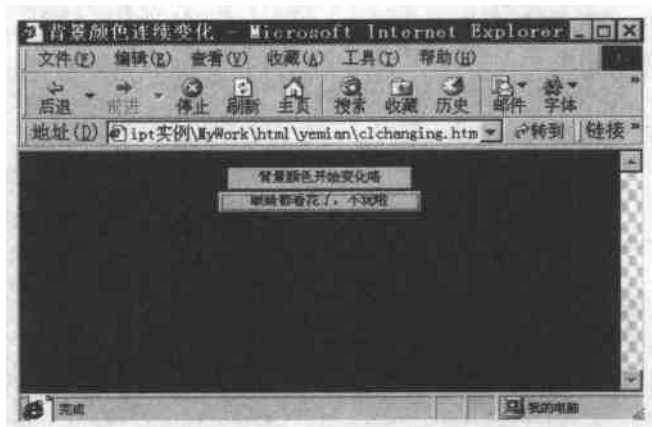 背景颜色连续变化 - Microsoft Internet Explorer
文件(F) 编辑(E) 查看(V) 收藏(A) 工具(T) 帮助(H)
后退 前进 停止 刷新 主页 搜索 收藏 历史 邮件 字体 »
地址(D) ipt实例\MyWork\html\yemian\clchanging.htm 转到 链接 »
背景颜色开始变化咯
眼睛都看花了，不玩啦
完成 我的电脑